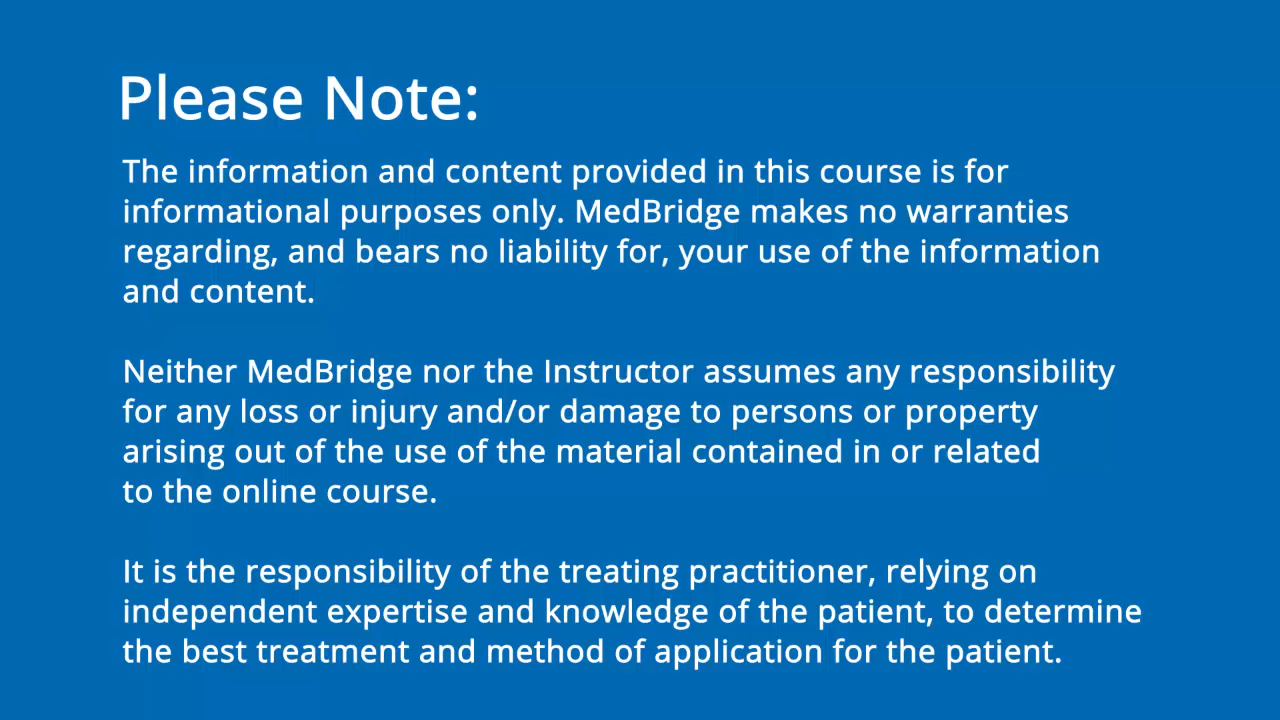 Please Note:
The information and content provided in this course is for
informational purposes only. MedBridge makes no warranties
regarding, and bears no liability for, your use of the information
and content.
Neither MedBridge nor the Instructor assumes any responsibility
for any loss or injury and/or damage to persons or property
arising out of the use of the material contained in or related
to the online course.
It is the responsibility of the treating practitioner, relying on
independent expertise and knowledge of the patient, to determine
the best treatment and method of application for the patient.